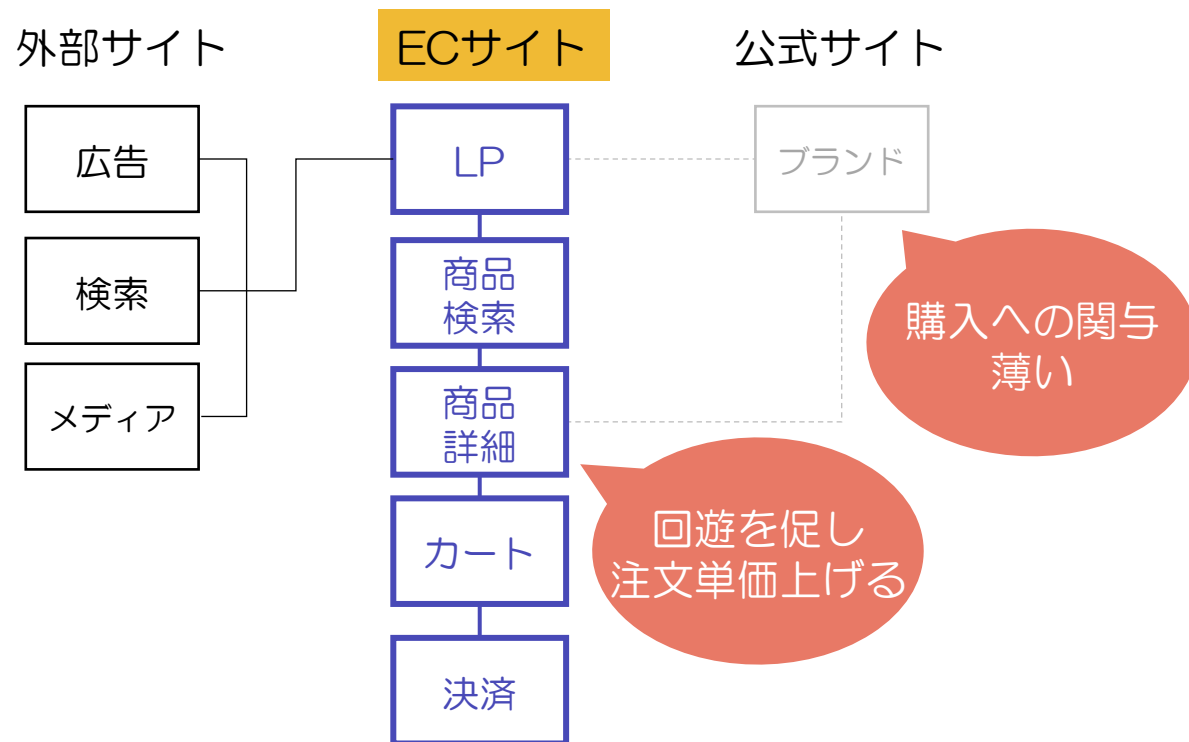 外部サイト
ECサイト
公式サイト
広告
検索
メディア
LP
商品
検索
商品
詳細
カート
決済
ブランド
購入への関与
薄い
回遊を促し
注文単価上げる